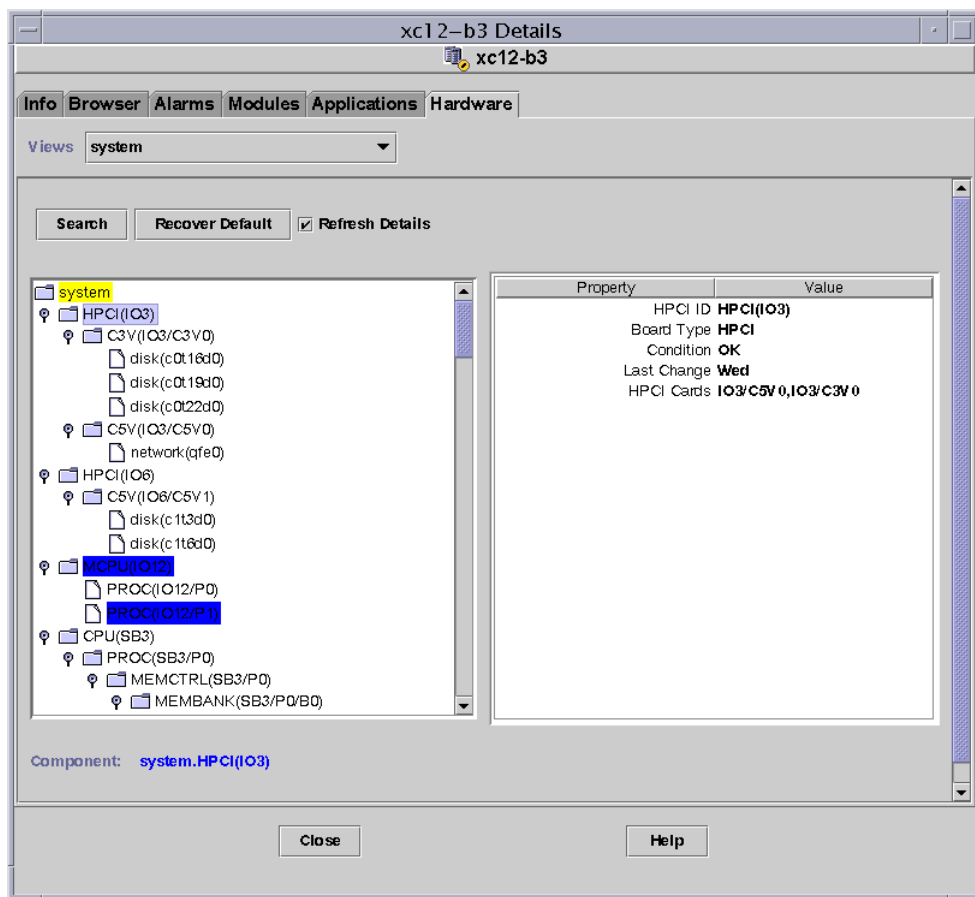 xc12–b3 Details
xc12-b3
Info Browser Alarms Modules Applications Hardware
Views system
Search Recover Default Refresh Details
system
HPCI(IO3)
C3V(IO3/C3V0)
disk(c0t16d0)
disk(c0t19d0)
disk(c0t22d0)
C5V(IO3/C5V0)
network(qfe0)
HPCI(IO6)
C5V(IO6/C5V1)
disk(c1t3d0)
disk(c1t6d0)
MCPU(IO12)
PROC(IO12/P0)
PROC(IO12/P1)
CPU(SB3)
PROC(SB3/P0)
MEMCTRL(SB3/P0)
MEMBANK(SB3/P0/B0)
Property Value
HPCI ID HPCI(IO3)
Board Type HPCI
Condition OK
Last Change Wed
HPCI Cards IO3/C5V0,IO3/C3V0
Component: system.HPCI(IO3)
Close Help